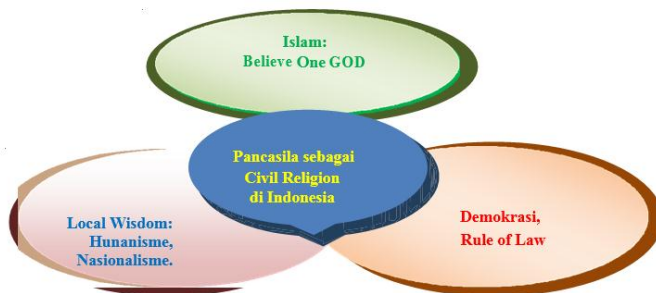 Islam:
Believe One GOD
Pancasila sebagai
Civil Religion
di Indonesia
Local Wisdom:
Hunanisme,
Nasionalisme.
Demokrasi,
Rule of Law